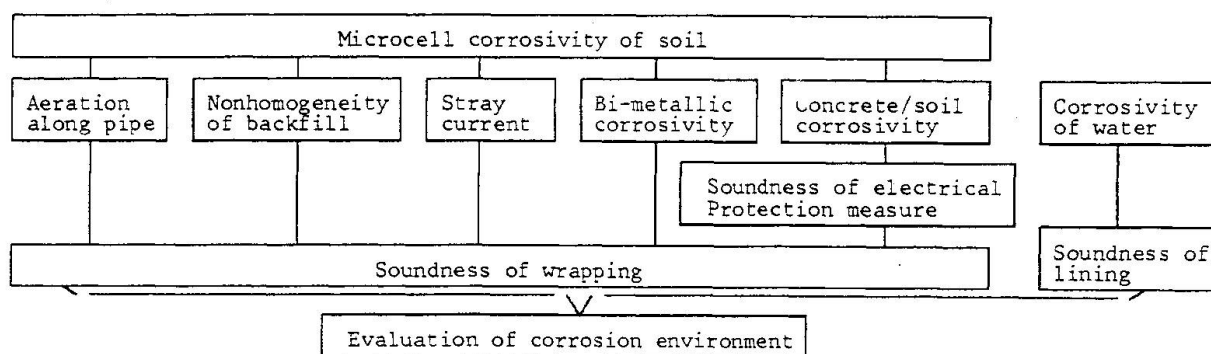 Microcell corrosivity of soil
Aeration
along pipe
Nonhomogeneity
of backfill
Stray
current
Bi-metallic
corrosivity
Concrete/soil
corrosivity
Corrosivity
of water
Soundness of electrical
Protection measure
Soundness of wrapping
Soundness of
lining
Evaluation of corrosion environment